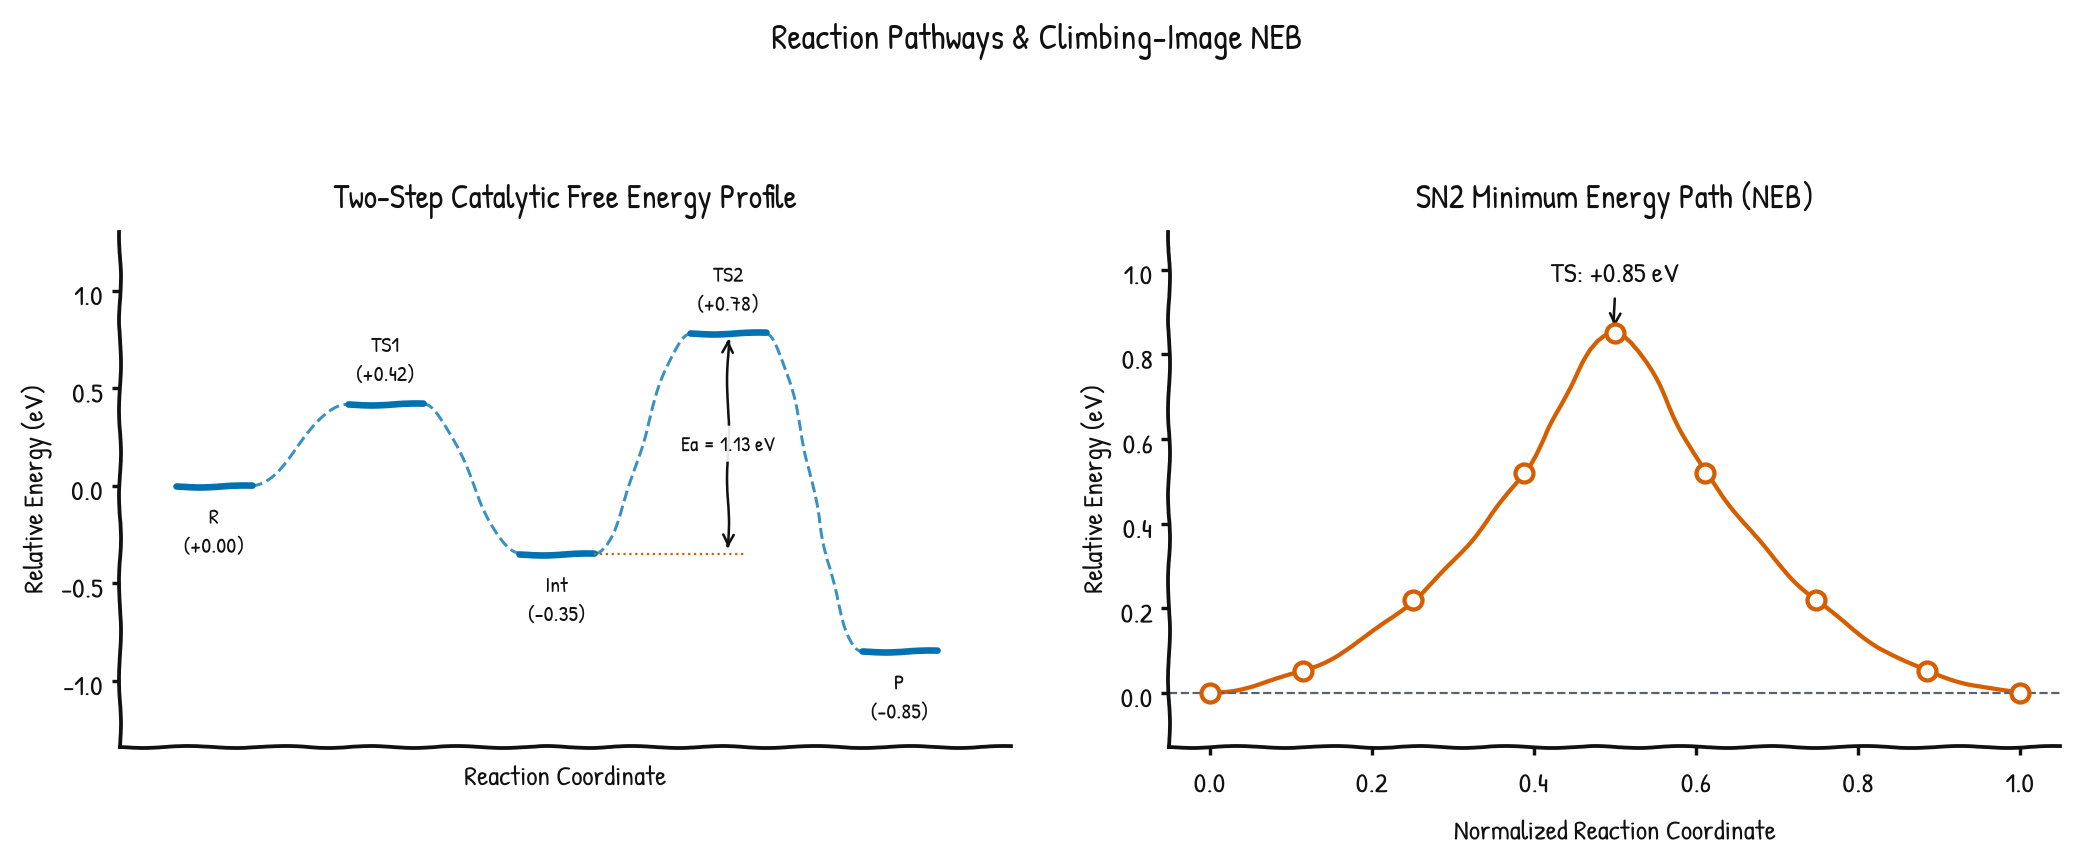 Reaction Pathways & Climbing-Image NEB
Two-Step Catalytic Free Energy Profile
Relative Energy (eV)
1.0
0.5
0.0
−0.5
−1.0
R
(+0.00)
TS1
(+0.42)
Int
(−0.35)
TS2
(+0.78)
Ea = 1.13 eV
P
(−0.85)
Reaction Coordinate
SN2 Minimum Energy Path (NEB)
Relative Energy (eV)
1.0
0.8
0.6
0.4
0.2
0.0
TS: +0.85 eV
0.0 0.2 0.4 0.6 0.8 1.0
Normalized Reaction Coordinate